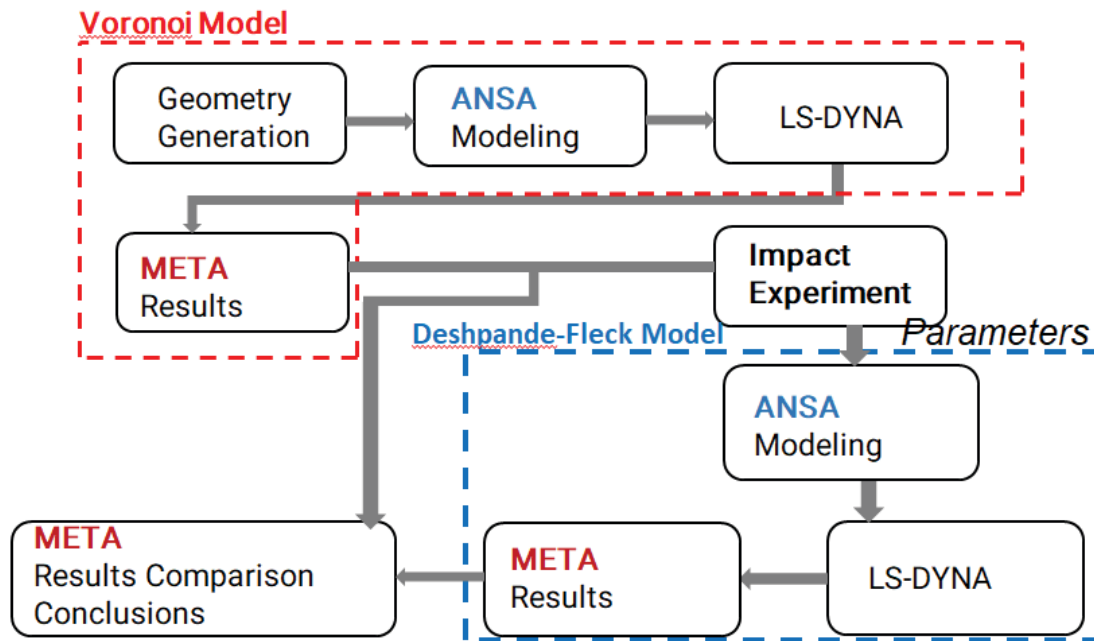 Voronoi Model
Geometry
Generation
ANSA
Modeling
LS-DYNA
META
Results
Impact
Experiment
Deshpande-Fleck Model
Parameters
ANSA
Modeling
LS-DYNA
META
Results
META
Results Comparison
Conclusions